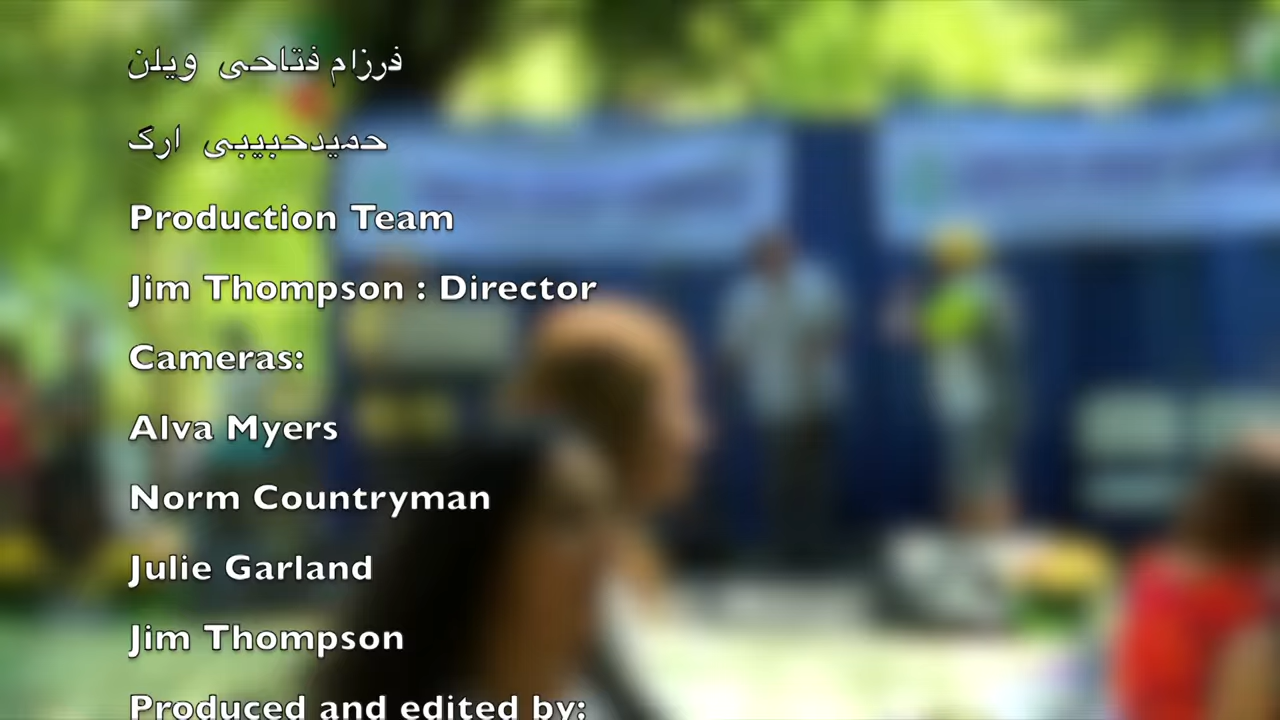 فرزام فتاحی ویلن
حمیدحبیبی ارک
Production Team
Jim Thompson : Director
Cameras:
Alva Myers
Norm Countryman
Julie Garland
Jim Thompson
Produced and edited by: